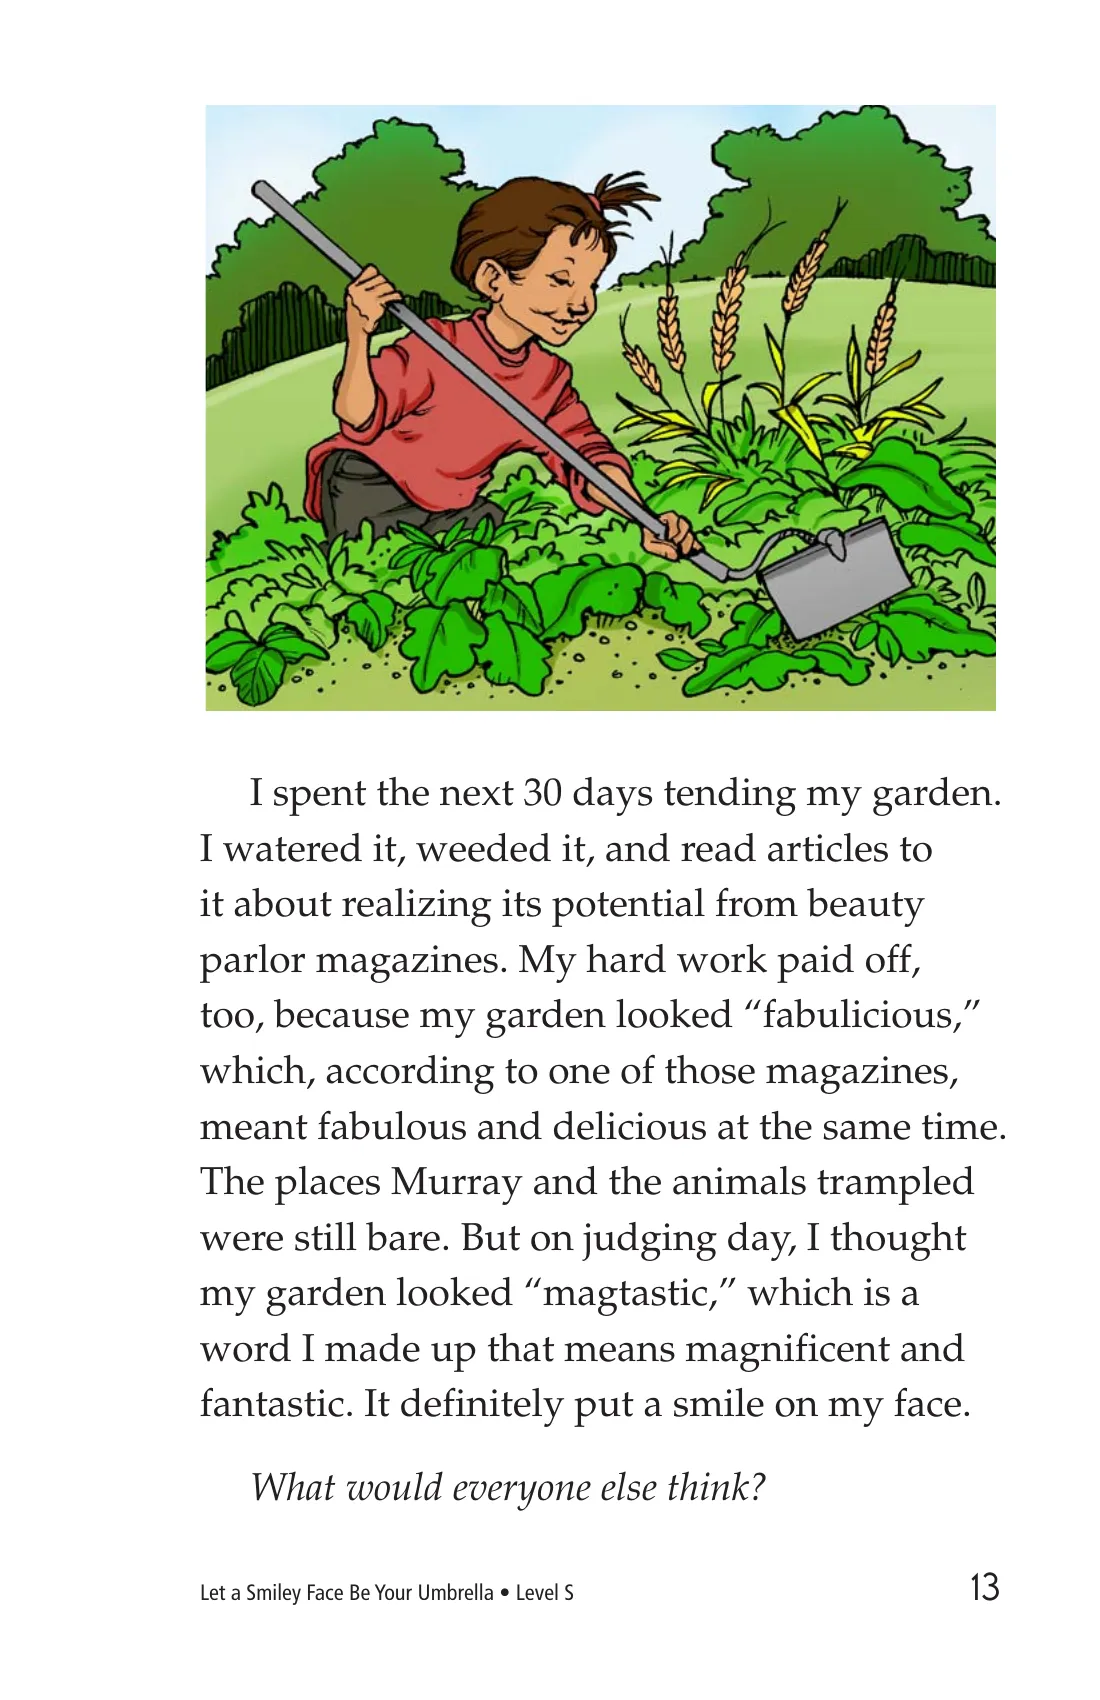 I spent the next 30 days tending my garden.
I watered it, weeded it, and read articles to
it about realizing its potential from beauty
parlor magazines. My hard work paid off,
too, because my garden looked “fabulicious,”
which, according to one of those magazines,
meant fabulous and delicious at the same time.
The places Murray and the animals trampled
were still bare. But on judging day, I thought
my garden looked “magtastic,” which is a
word I made up that means magnificent and
fantastic. It definitely put a smile on my face.
What would everyone else think?
Let a Smiley Face Be Your Umbrella • Level S
13